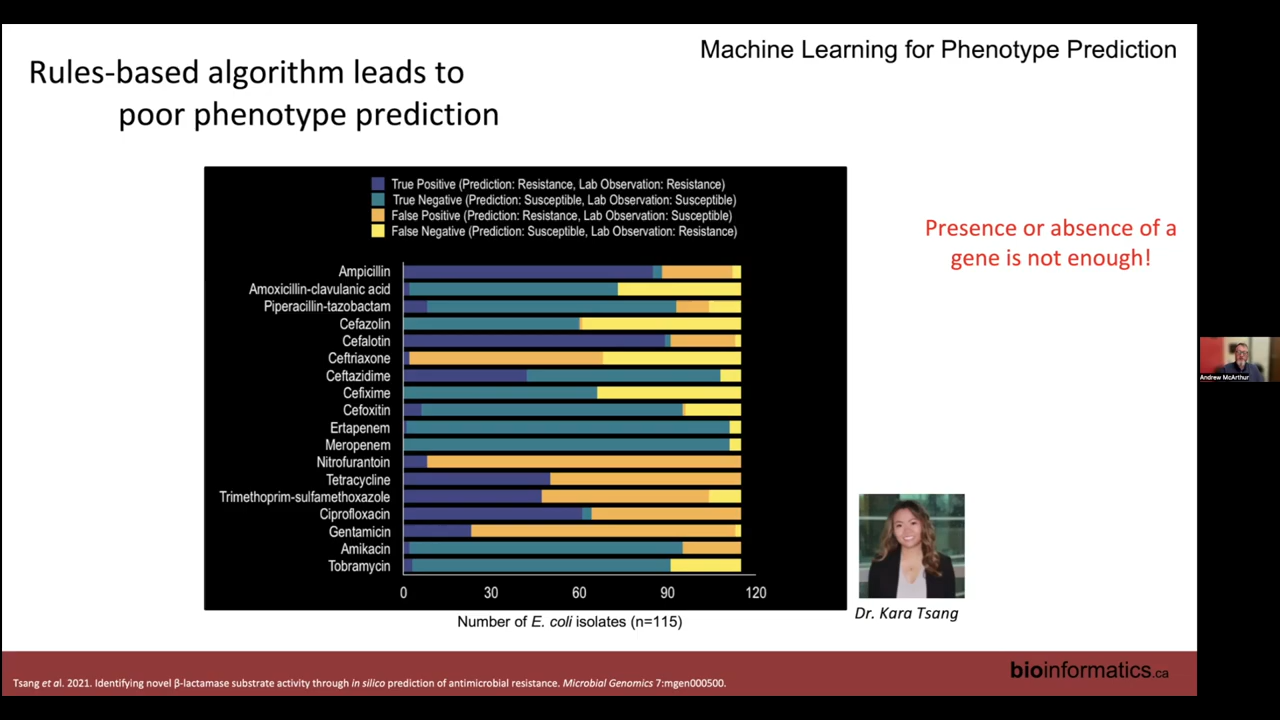 Machine Learning for Phenotype Prediction
Rules-based algorithm leads to
poor phenotype prediction
True Positive (Prediction: Resistance, Lab Observation: Resistance)
True Negative (Prediction: Susceptible, Lab Observation: Susceptible)
False Positive (Prediction: Resistance, Lab Observation: Susceptible)
False Negative (Prediction: Susceptible, Lab Observation: Resistance)
Presence or absence of a
gene is not enough!
Ampicillin
Amoxicillin-clavulanic acid
Piperacillin-tazobactam
Cefazolin
Cefalotin
Ceftriaxone
Ceftazidime
Cefixime
Cefoxitin
Ertapenem
Meropenem
Nitrofurantoin
Tetracycline
Trimethoprim-sulfamethoxazole
Ciprofloxacin
Gentamicin
Amikacin
Tobramycin
0 30 60 90 120
Number of E. coli isolates (n=115)
Dr. Kara Tsang
Andrew McArthur
bioinformatics.ca
Tsang et al. 2021. Identifying novel β-lactamase substrate activity through in silico prediction of antimicrobial resistance. Microbial Genomics 7:mgen000500.